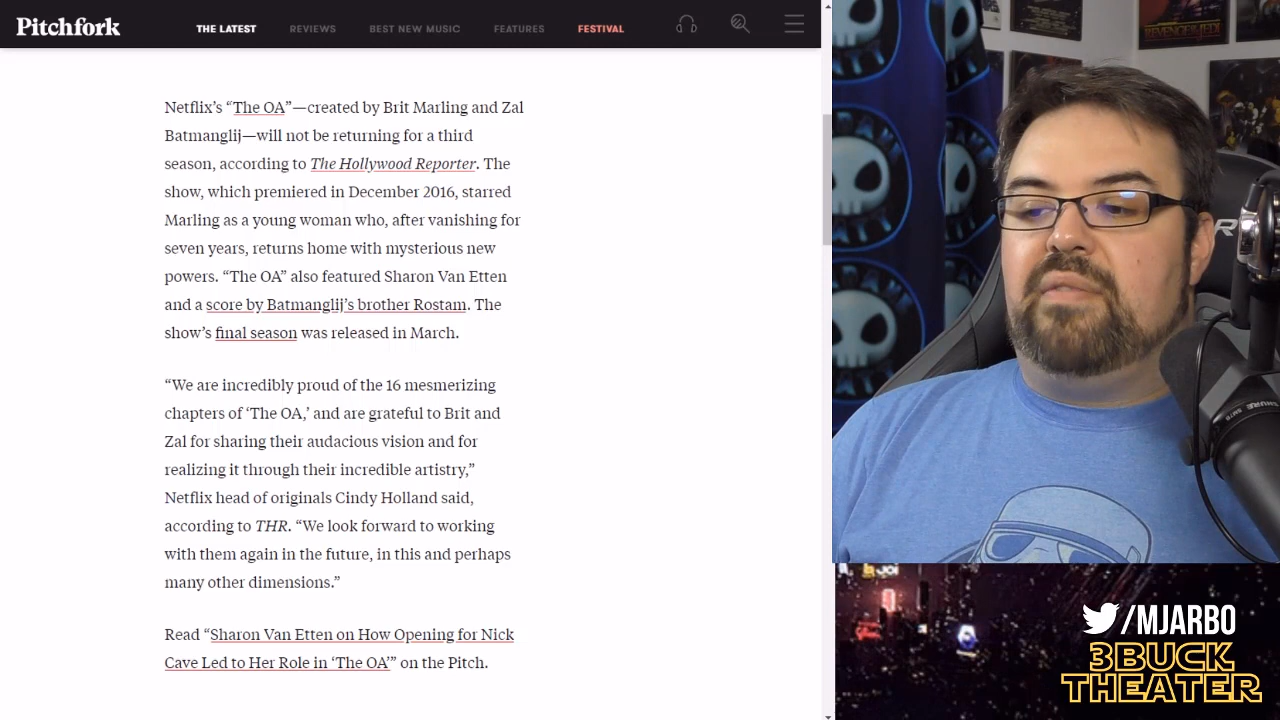 Pitchfork
THE LATEST
REVIEWS
BEST NEW MUSIC
FEATURES
FESTIVAL
Netflix’s “The OA”—created by Brit Marling and Zal
Batmanglij—will not be returning for a third
season, according to The Hollywood Reporter. The
show, which premiered in December 2016, starred
Marling as a young woman who, after vanishing for
seven years, returns home with mysterious new
powers. “The OA” also featured Sharon Van Etten
and a score by Batmanglij’s brother Rostam. The
show’s final season was released in March.
“We are incredibly proud of the 16 mesmerizing
chapters of ‘The OA,’ and are grateful to Brit and
Zal for sharing their audacious vision and for
realizing it through their incredible artistry,”
Netflix head of originals Cindy Holland said,
according to THR. “We look forward to working
with them again in the future, in this and perhaps
many other dimensions.”
Read “Sharon Van Etten on How Opening for Nick
Cave Led to Her Role in ‘The OA’” on the Pitch.
REVENGE OF THE JEDI
SHURE SM7B
JOI
/MJARBO
3BUCK
THEATER